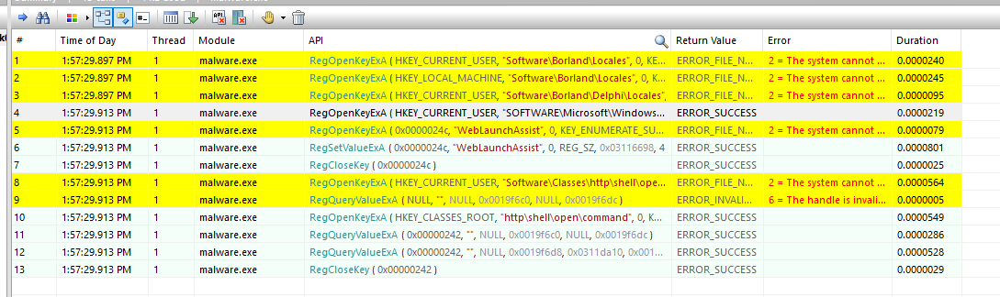 # Time of Day Thread Module API Return Value Error Duration
1 1:57:29.897 PM 1 malware.exe RegOpenKeyExA ( HKEY_CURRENT_USER, "Software\Borland\Locales", 0, KE... ERROR_FILE_N... 2 = The system cannot ... 0.0000240
2 1:57:29.897 PM 1 malware.exe RegOpenKeyExA ( HKEY_LOCAL_MACHINE, "Software\Borland\Locales", 0, K... ERROR_FILE_N... 2 = The system cannot ... 0.0000245
3 1:57:29.897 PM 1 malware.exe RegOpenKeyExA ( HKEY_CURRENT_USER, "Software\Borland\Delphi\Locales", ERROR_FILE_N... 2 = The system cannot ... 0.0000095
4 1:57:29.913 PM 1 malware.exe RegOpenKeyExA ( HKEY_CURRENT_USER, "SOFTWARE\Microsoft\Windows... ERROR_SUCCESS 0.0000219
5 1:57:29.913 PM 1 malware.exe RegOpenKeyExA ( 0x0000024c, "WebLaunchAssist", 0, KEY_ENUMERATE_SU... ERROR_FILE_N... 2 = The system cannot ... 0.0000079
6 1:57:29.913 PM 1 malware.exe RegSetValueExA ( 0x0000024c, "WebLaunchAssist", 0, REG_SZ, 0x03116698, 4 ERROR_SUCCESS 0.0000801
7 1:57:29.913 PM 1 malware.exe RegCloseKey ( 0x0000024c ) ERROR_SUCCESS 0.0000025
8 1:57:29.913 PM 1 malware.exe RegOpenKeyExA ( HKEY_CURRENT_USER, "Software\Classes\http\shell\ope... ERROR_FILE_N... 2 = The system cannot ... 0.0000564
9 1:57:29.913 PM 1 malware.exe RegQueryValueExA ( NULL, "", NULL, 0x0019f6c0, NULL, 0x0019f6dc ) ERROR_INVALI... 6 = The handle is invali... 0.0000005
10 1:57:29.913 PM 1 malware.exe RegOpenKeyExA ( HKEY_CLASSES_ROOT, "http\shell\open\command", 0, K... ERROR_SUCCESS 0.0000549
11 1:57:29.913 PM 1 malware.exe RegQueryValueExA ( 0x00000242, "", NULL, 0x0019f6c0, NULL, 0x0019f6dc ) ERROR_SUCCESS 0.0000286
12 1:57:29.913 PM 1 malware.exe RegQueryValueExA ( 0x00000242, "", NULL, 0x0019f6d8, 0x0311da10, 0x001... ERROR_SUCCESS 0.0000528
13 1:57:29.913 PM 1 malware.exe RegCloseKey ( 0x00000242 ) ERROR_SUCCESS 0.0000029